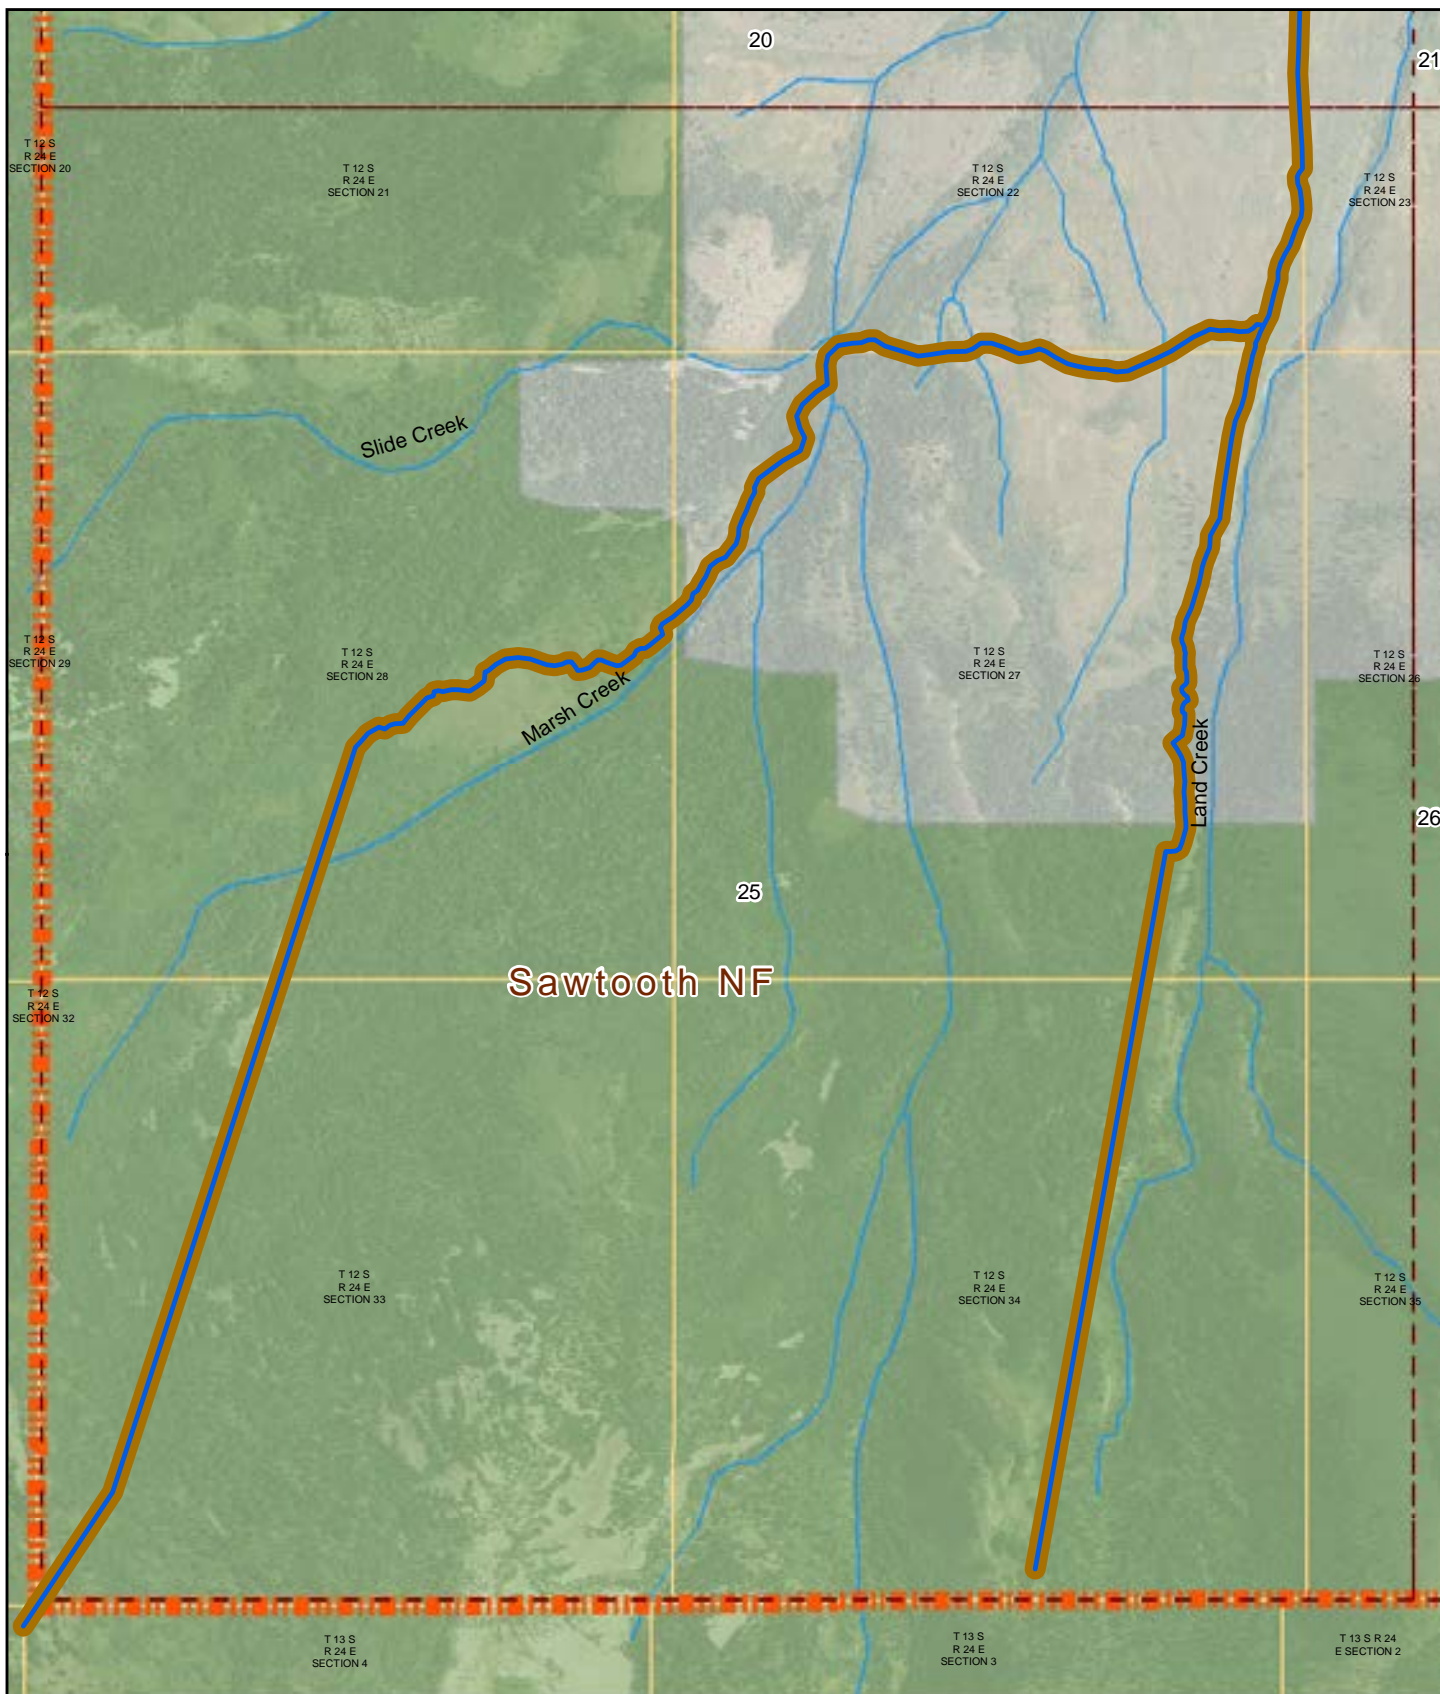 20
21
T 12 S
R 24 E
SECTION 20
T 12 S
R 24 E
SECTION 21
T 12 S
R 24 E
SECTION 22
T 12 S
R 24 E
SECTION 23
Slide Creek
T 12 S
R 24 E
SECTION 29
T 12 S
R 24 E
SECTION 28
Marsh Creek
T 12 S
R 24 E
SECTION 27
T 12 S
R 24 E
SECTION 26
Land Creek
26
25
Sawtooth NF
T 12 S
R 24 E
SECTION 32
T 12 S
R 24 E
SECTION 33
T 12 S
R 24 E
SECTION 34
T 12 S
R 24 E
SECTION 35
T 13 S
R 24 E
SECTION 4
T 13 S
R 24 E
SECTION 3
T 13 S R 24
E SECTION 2